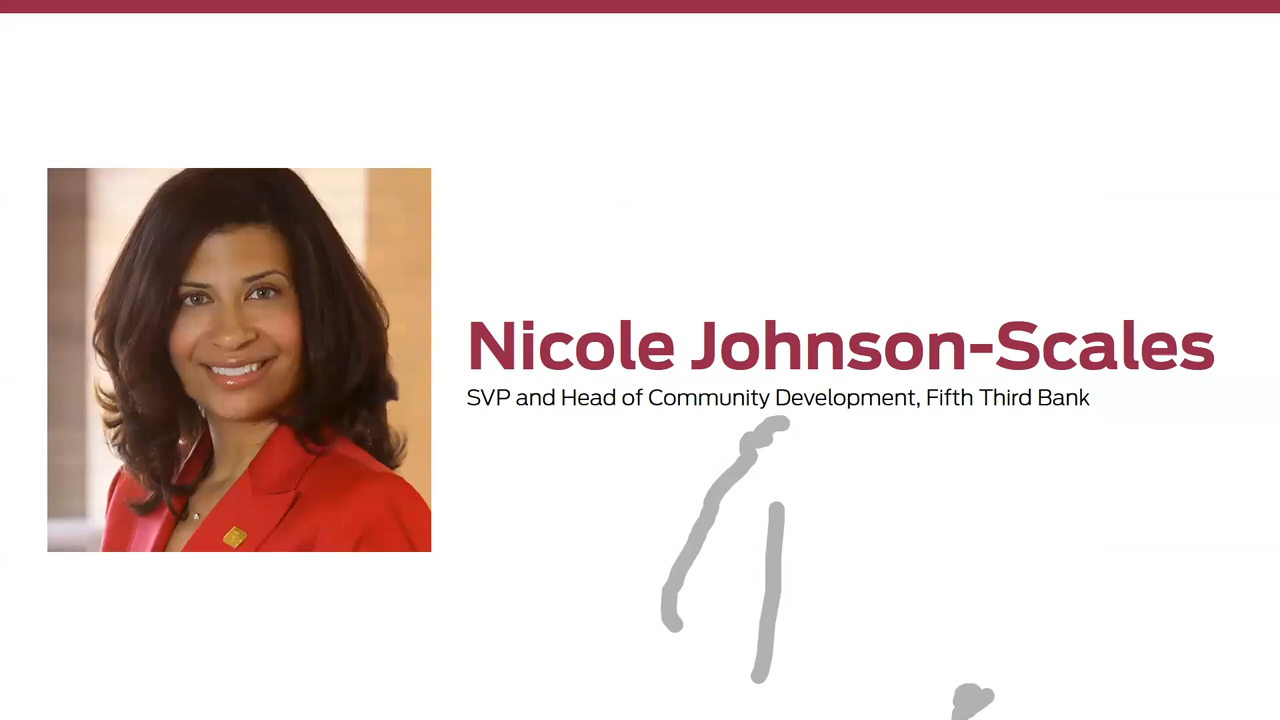 Nicole Johnson-Scales
SVP and Head of Community Development, Fifth Third Bank